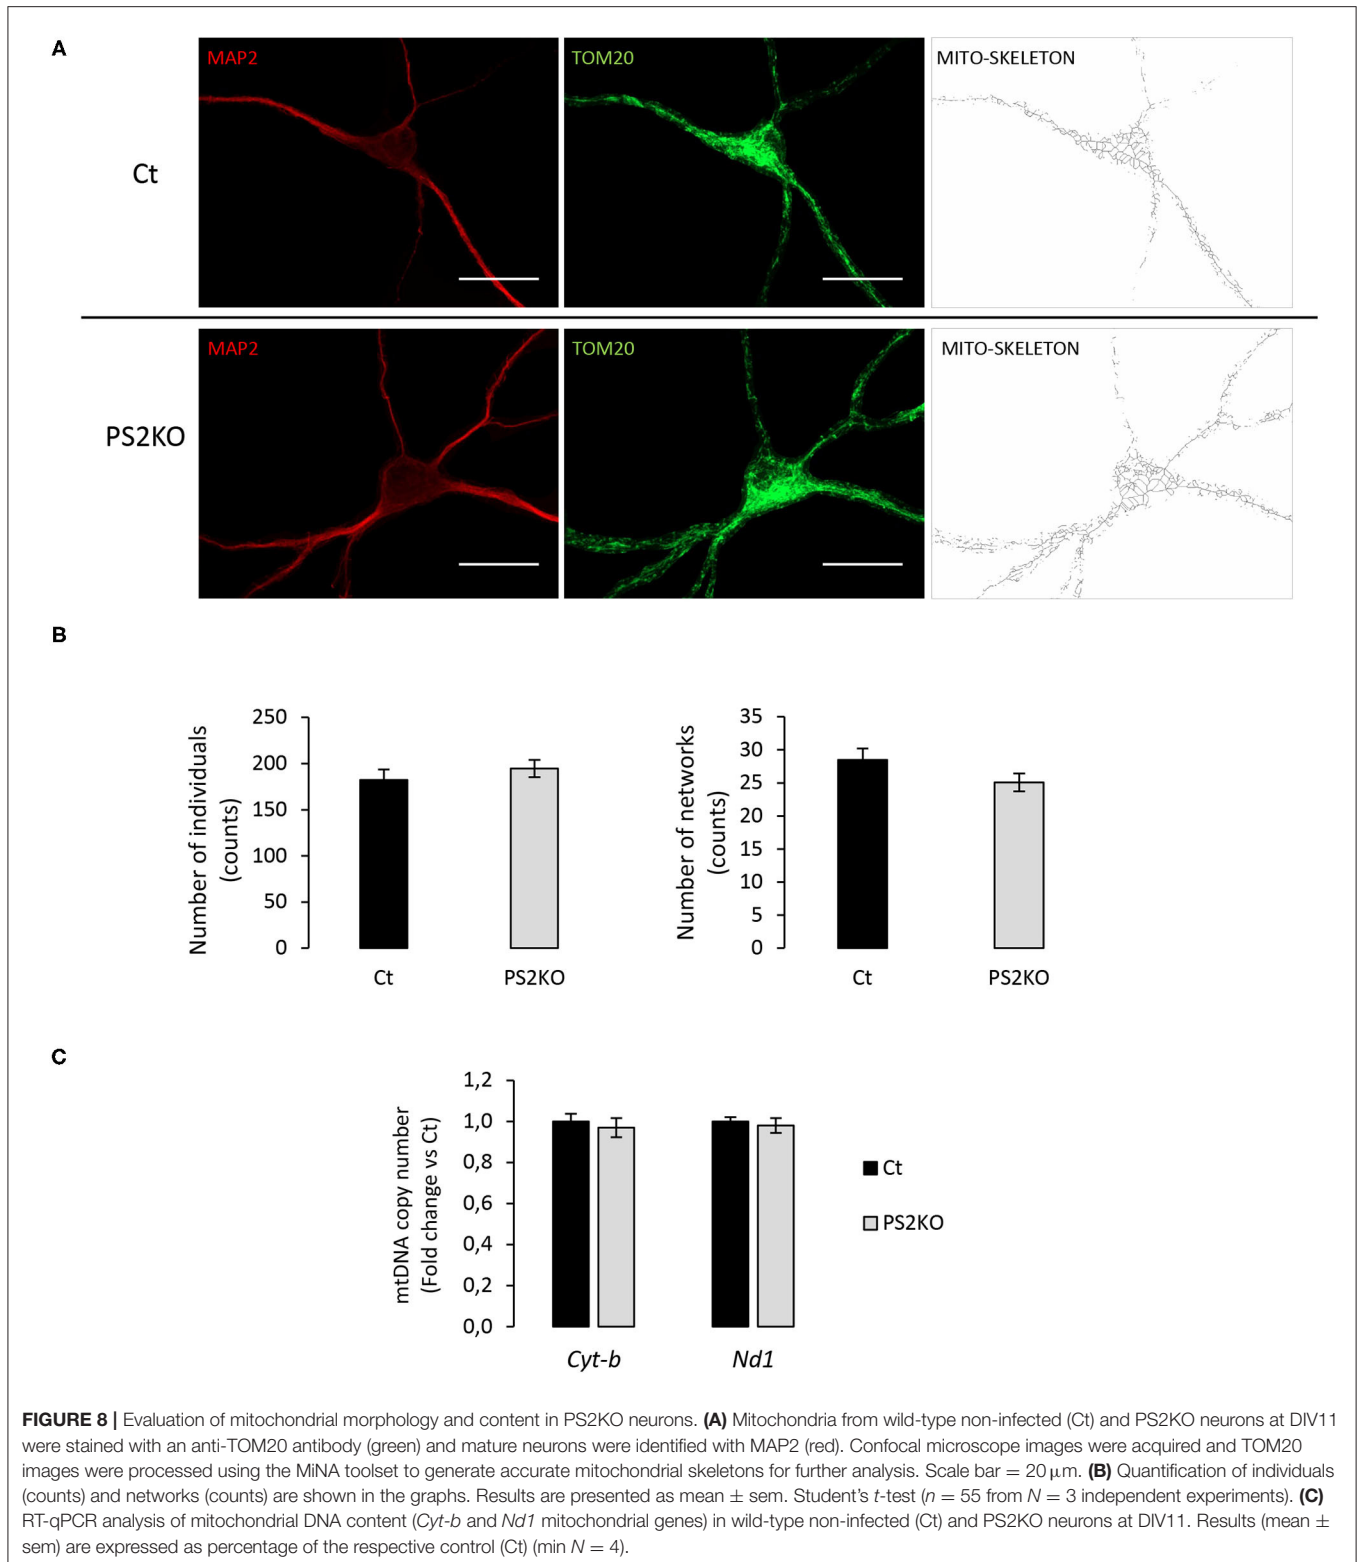 A
MAP2
TOM20
MITO-SKELETON
Ct
MAP2
TOM20
MITO-SKELETON
PS2KO
B
Number of individuals
(counts)
250
200
150
100
50
0
Ct
PS2KO
Number of networks
(counts)
35
30
25
20
15
10
5
0
Ct
PS2KO
C
mtDNA copy number
(Fold change vs Ct)
1,2
1,0
0,8
0,6
0,4
0,2
0,0
Cyt-b
Nd1
Ct
PS2KO
FIGURE 8 | Evaluation of mitochondrial morphology and content in PS2KO neurons. (A) Mitochondria from wild-type non-infected (Ct) and PS2KO neurons at DIV11
were stained with an anti-TOM20 antibody (green) and mature neurons were identified with MAP2 (red). Confocal microscope images were acquired and TOM20
images were processed using the MiNA toolset to generate accurate mitochondrial skeletons for further analysis. Scale bar = 20 μm. (B) Quantification of individuals
(counts) and networks (counts) are shown in the graphs. Results are presented as mean ± sem. Student's t-test (n = 55 from N = 3 independent experiments). (C)
RT-qPCR analysis of mitochondrial DNA content (Cyt-b and Nd1 mitochondrial genes) in wild-type non-infected (Ct) and PS2KO neurons at DIV11. Results (mean ±
sem) are expressed as percentage of the respective control (Ct) (min N = 4).